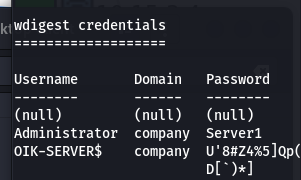 wdigest credentials
===================
Username       Domain   Password
--------       ------   --------
(null)         (null)   (null)
Administrator  company  Server1
OIK-SERVER$    company  U'8#Z4%5]Qp(
                        D[`)*]